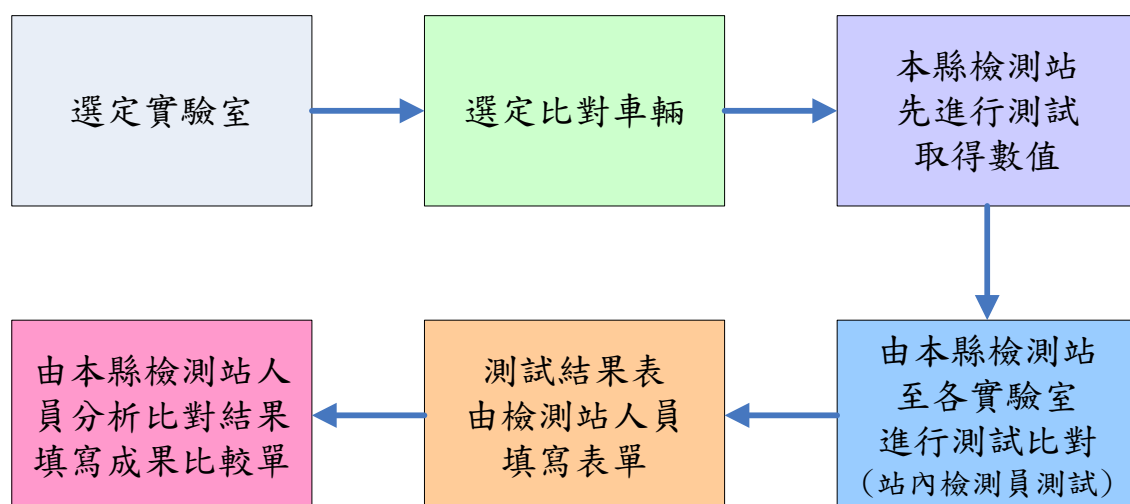 選定實驗室
選定比對車輛
本縣檢測站
先進行測試
取得數值
由本縣檢測站
至各實驗室
進行測試比對
（站內檢測員測試）
測試結果表
由檢測站人員
填寫表單
由本縣檢測站人
員分析比對結果
填寫成果比較單